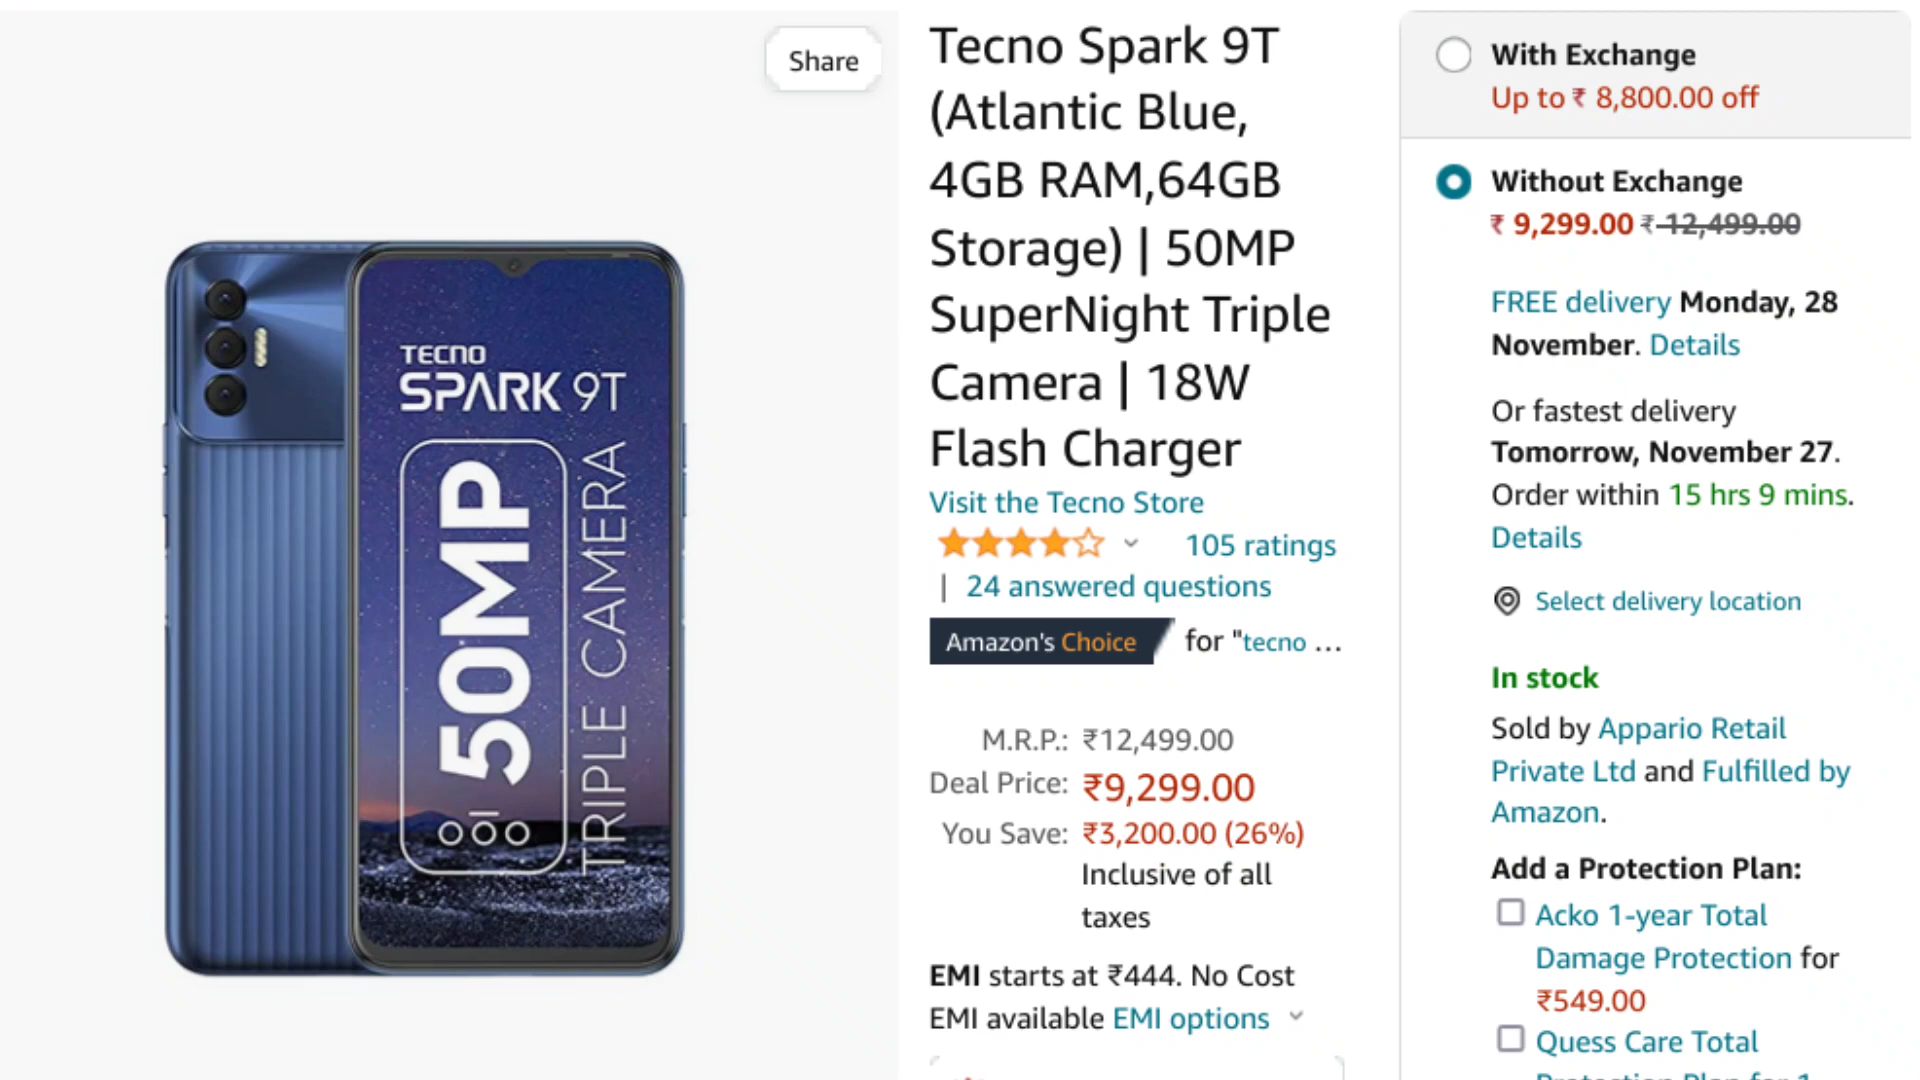 Share
TECNO
SPARK 9T
50MP
TRIPLE CAMERA
Tecno Spark 9T
(Atlantic Blue,
4GB RAM,64GB
Storage) | 50MP
SuperNight Triple
Camera | 18W
Flash Charger
Visit the Tecno Store
105 ratings
| 24 answered questions
Amazon's Choice for "tecno ...
M.R.P.: ₹12,499.00
Deal Price: ₹9,299.00
You Save: ₹3,200.00 (26%)
Inclusive of all
taxes
EMI starts at ₹444. No Cost
EMI available EMI options
With Exchange
Up to ₹ 8,800.00 off
Without Exchange
₹ 9,299.00 ₹ 12,499.00
FREE delivery Monday, 28
November. Details
Or fastest delivery
Tomorrow, November 27.
Order within 15 hrs 9 mins.
Details
Select delivery location
In stock
Sold by Appario Retail
Private Ltd and Fulfilled by
Amazon.
Add a Protection Plan:
Acko 1-year Total
Damage Protection for
₹549.00
Quess Care Total
Protection Plan for 1